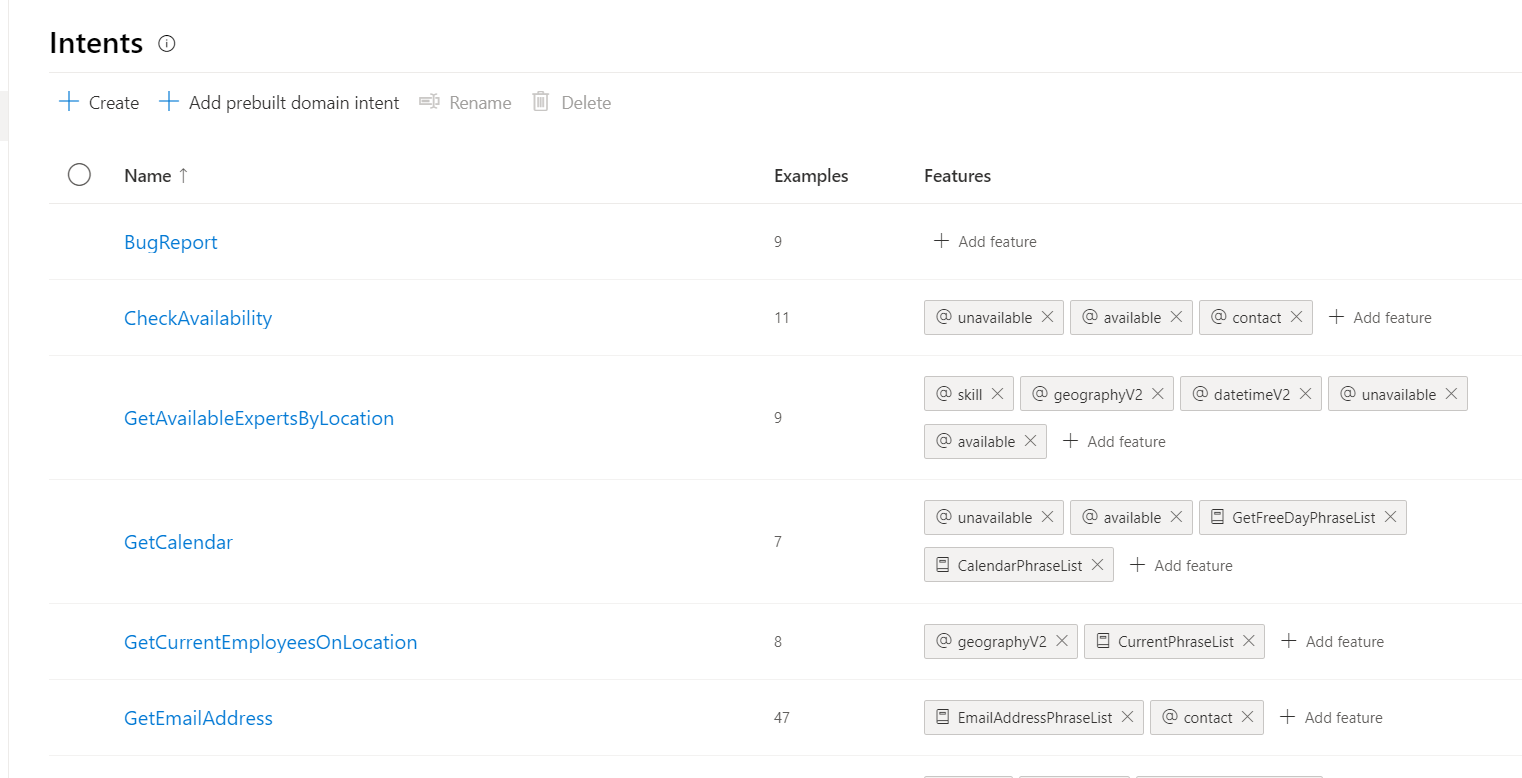 Intents
Create Add prebuilt domain intent Rename Delete
Name ↑ Examples Features
BugReport 9 + Add feature
CheckAvailability 11 @ unavailable × @ available × @ contact × + Add feature
GetAvailableExpertsByLocation 9 @ skill × @ geographyV2 × @ datetimeV2 × @ unavailable ×
@ available × + Add feature
GetCalendar 7 @ unavailable × @ available × GetFreeDayPhraseList ×
CalendarPhraseList × + Add feature
GetCurrentEmployeesOnLocation 8 @ geographyV2 × CurrentPhraseList × + Add feature
GetEmailAddress 47 EmailAddressPhraseList × @ contact × + Add feature